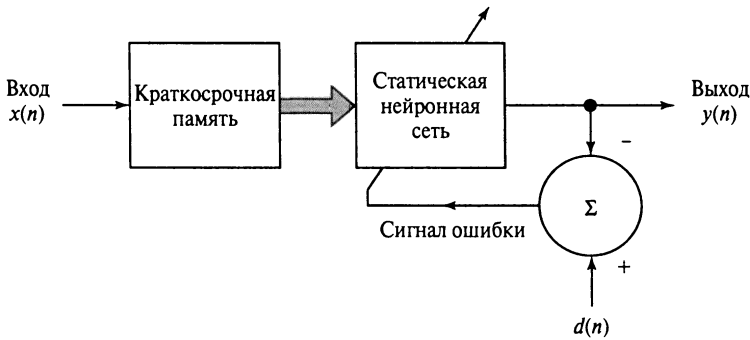 Вход
x(n)
Краткосрочная
память
Статическая
нейронная
сеть
Выход
y(n)
−
Σ
Сигнал ошибки
+
d(n)